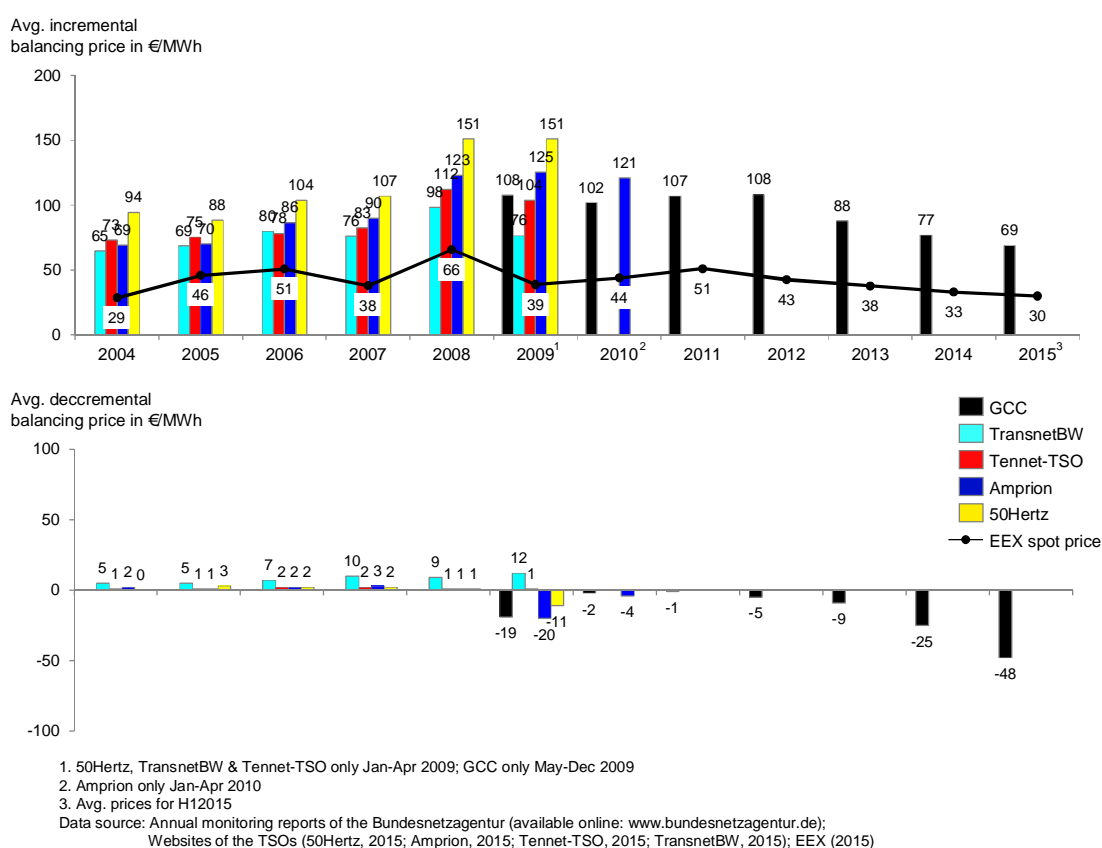 Avg. incremental
balancing price in €/MWh
200
150
100
50
0
65 73 69 94
69 75 70 88
80 78 86 104
76 83 90 107
98 112 123 151
108 76 104 125 151
102 121
107
108
88
77
69
29 46 51 38 66 39 44 51 43 38 33 30
2004 2005 2006 2007 2008 2009¹ 2010² 2011 2012 2013 2014 2015³
Avg. deccremental
balancing price in €/MWh
GCC
TransnetBW
Tennet-TSO
Amprion
50Hertz
EEX spot price
100
50
0
-50
-100
5 1 2 0
5 1 1 3
7 2 2 2
10 2 3 2
9 1 1 1
-19 12 1 -20 -11
-2 -4
-1
-5
-9
-25
-48
1. 50Hertz, TransnetBW & Tennet-TSO only Jan-Apr 2009; GCC only May-Dec 2009
2. Amprion only Jan-Apr 2010
3. Avg. prices for H12015
Data source: Annual monitoring reports of the Bundesnetzagentur (available online: www.bundesnetzagentur.de);
Websites of the TSOs (50Hertz, 2015; Amprion, 2015; Tennet-TSO, 2015; TransnetBW, 2015); EEX (2015)